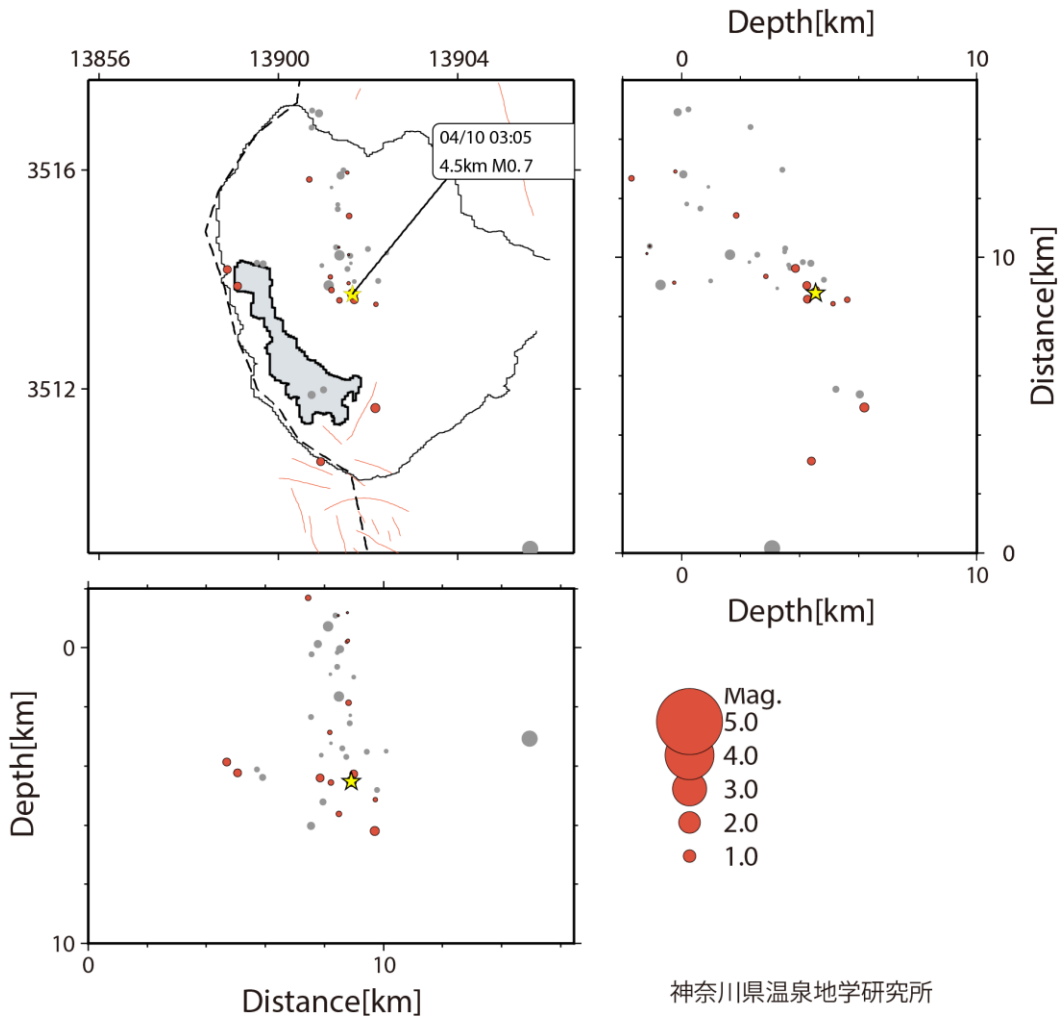 Depth[km]
13856 13900 13904 0 10
04/10 03:05
4.5km M0.7
3516
10
Distance[km]
3512
0
0 10
Depth[km]
0
Depth[km]
Mag.
5.0
4.0
3.0
2.0
1.0
10
0 10
Distance[km]
神奈川県温泉地学研究所